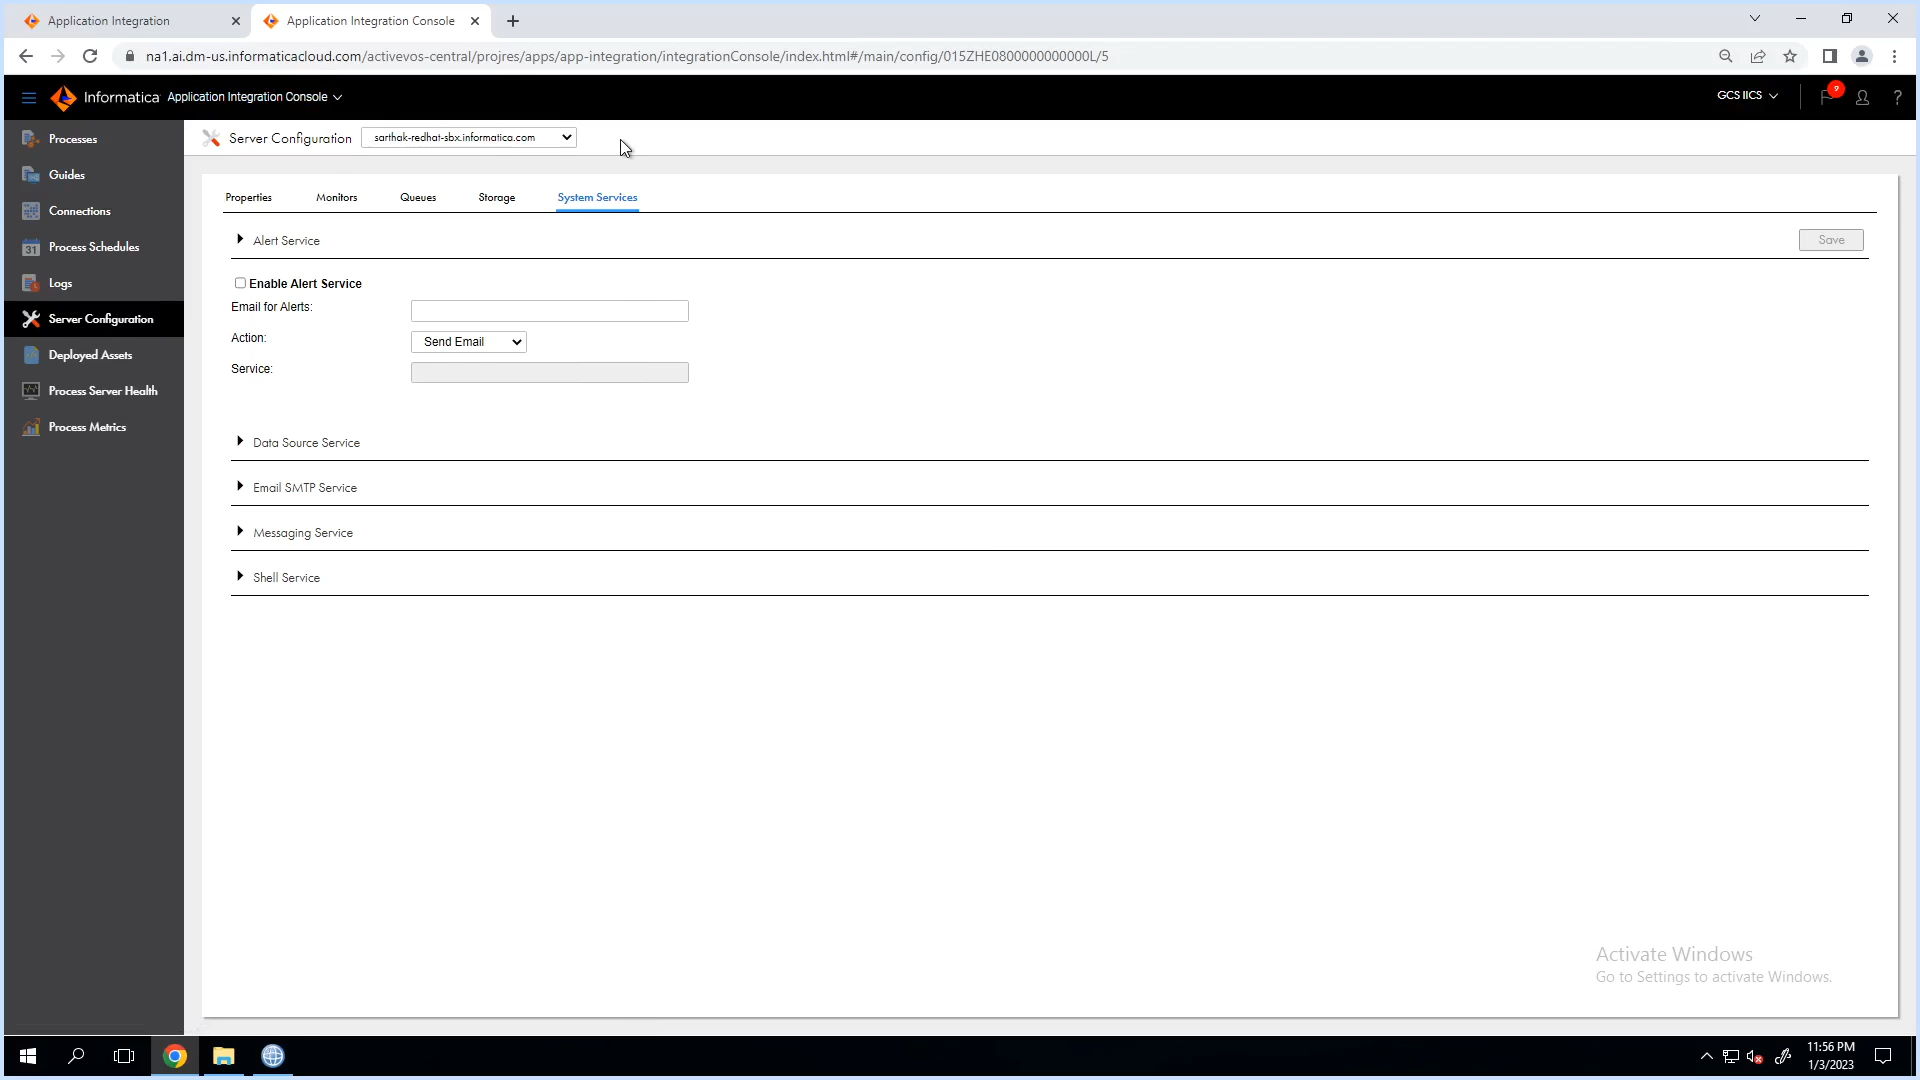 Application Integration
Application Integration Console
na1.ai.dm-us.informaticacloud.com/activevos-central/projres/apps/app-integration/integrationConsole/index.html#/main/config/015ZHE0800000000000L/5
Informatica Application Integration Console
GCS IICS
9
?
Processes
Guides
Connections
31 Process Schedules
Logs
Server Configuration
Deployed Assets
Process Server Health
Process Metrics
Server Configuration sarthak-redhat-sbx.informatica.com
Properties Monitors Queues Storage System Services
Alert Service Save
Enable Alert Service
Email for Alerts:
Action: Send Email
Service:
Data Source Service
Email SMTP Service
Messaging Service
Shell Service
Activate Windows
Go to Settings to activate Windows.
11:56 PM
1/3/2023